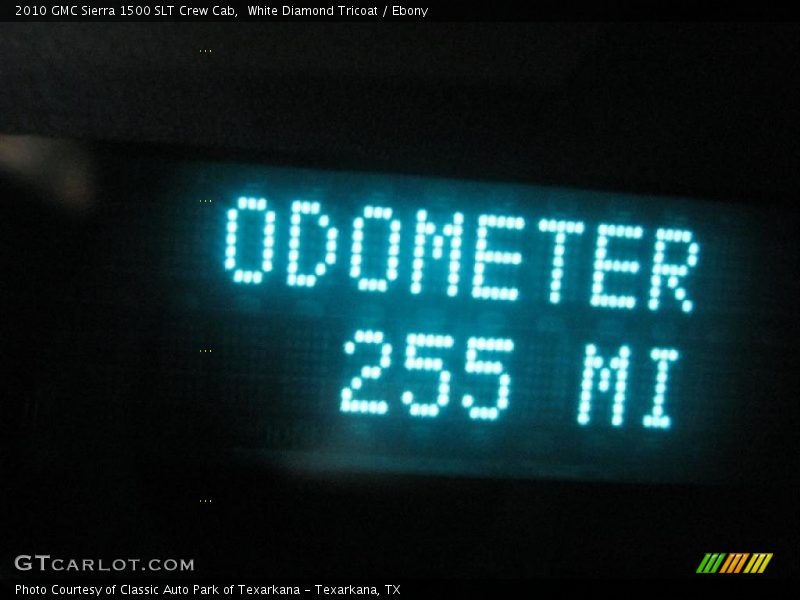 2010 GMC Sierra 1500 SLT Crew Cab,  White Diamond Tricoat / Ebony
ODOMETER
255 MI
GTCARLOT.COM
Photo Courtesy of Classic Auto Park of Texarkana - Texarkana, TX